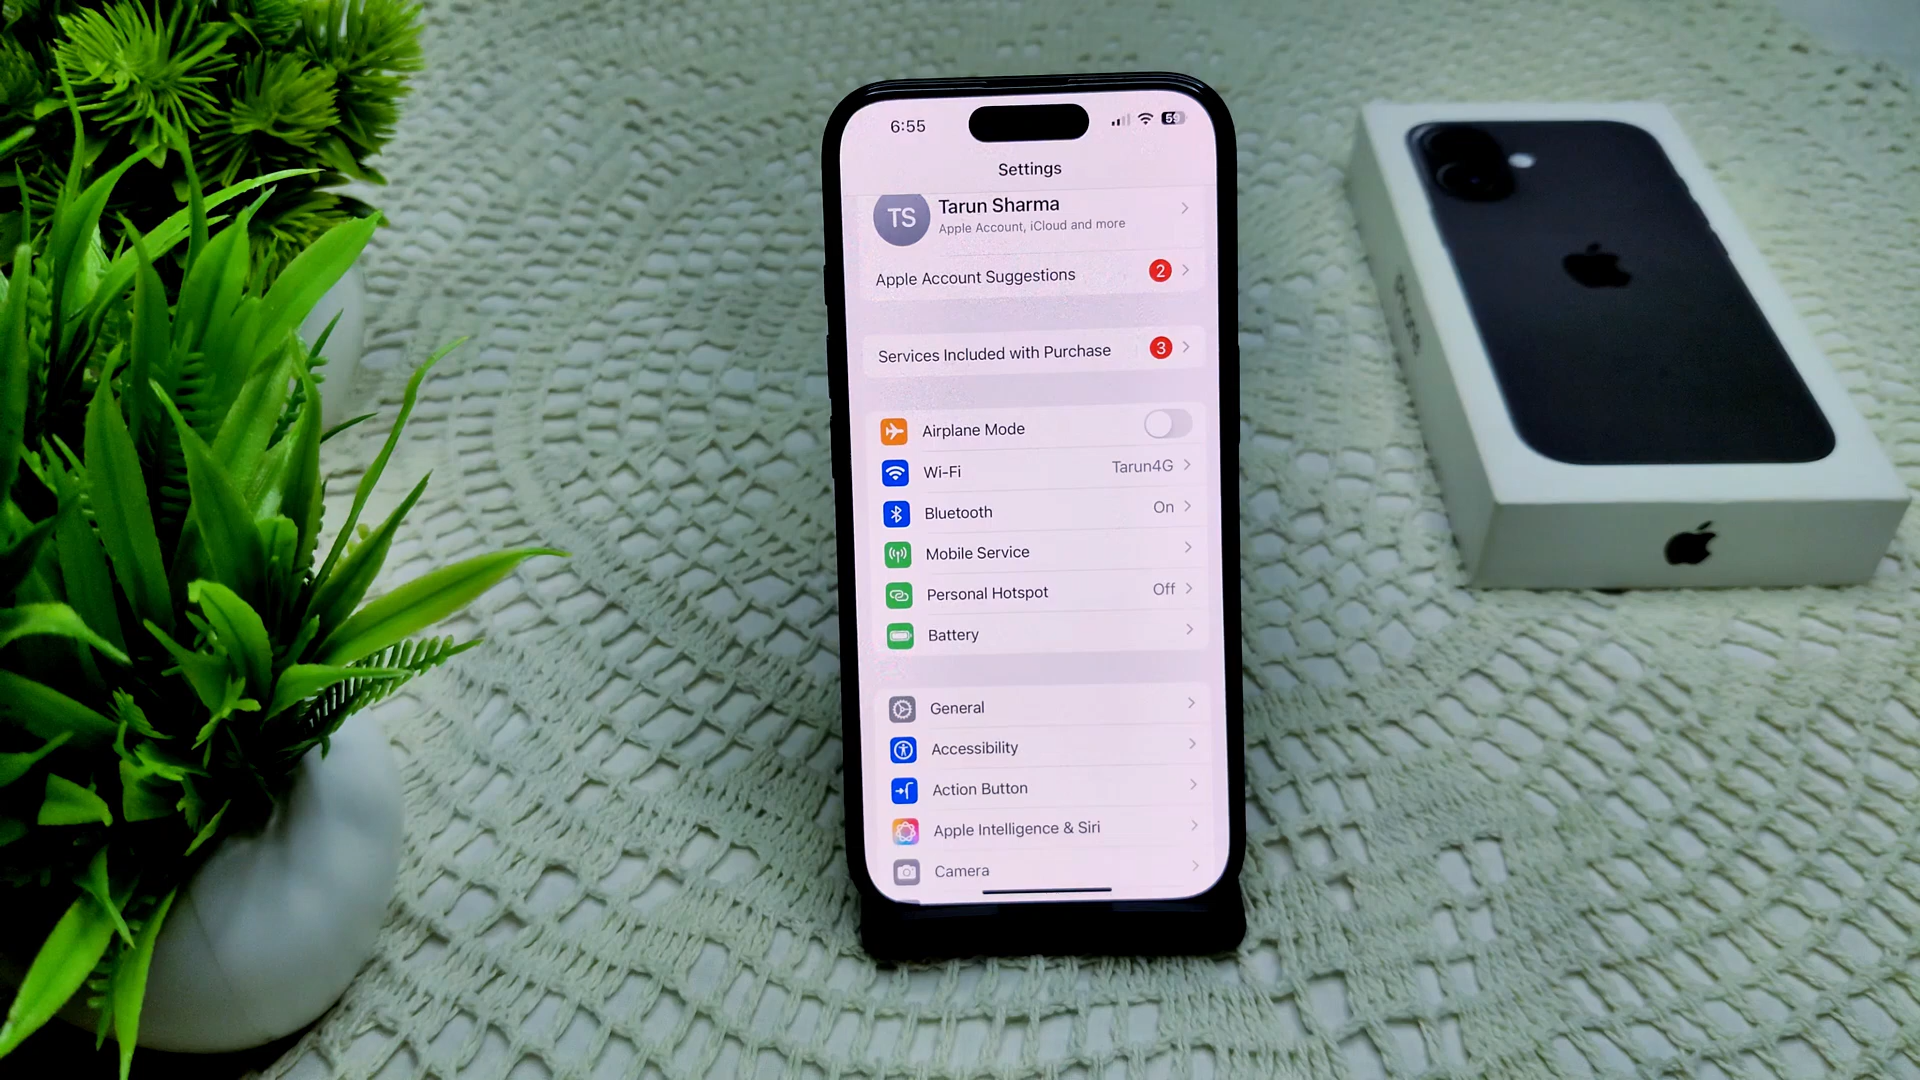 6:55
59
Settings
TS
Tarun Sharma
Apple Account, iCloud and more
Apple Account Suggestions 2
Services Included with Purchase 3
Airplane Mode
Wi-Fi Tarun4G
Bluetooth On
Mobile Service
Personal Hotspot Off
Battery
General
Accessibility
Action Button
Apple Intelligence & Siri
Camera